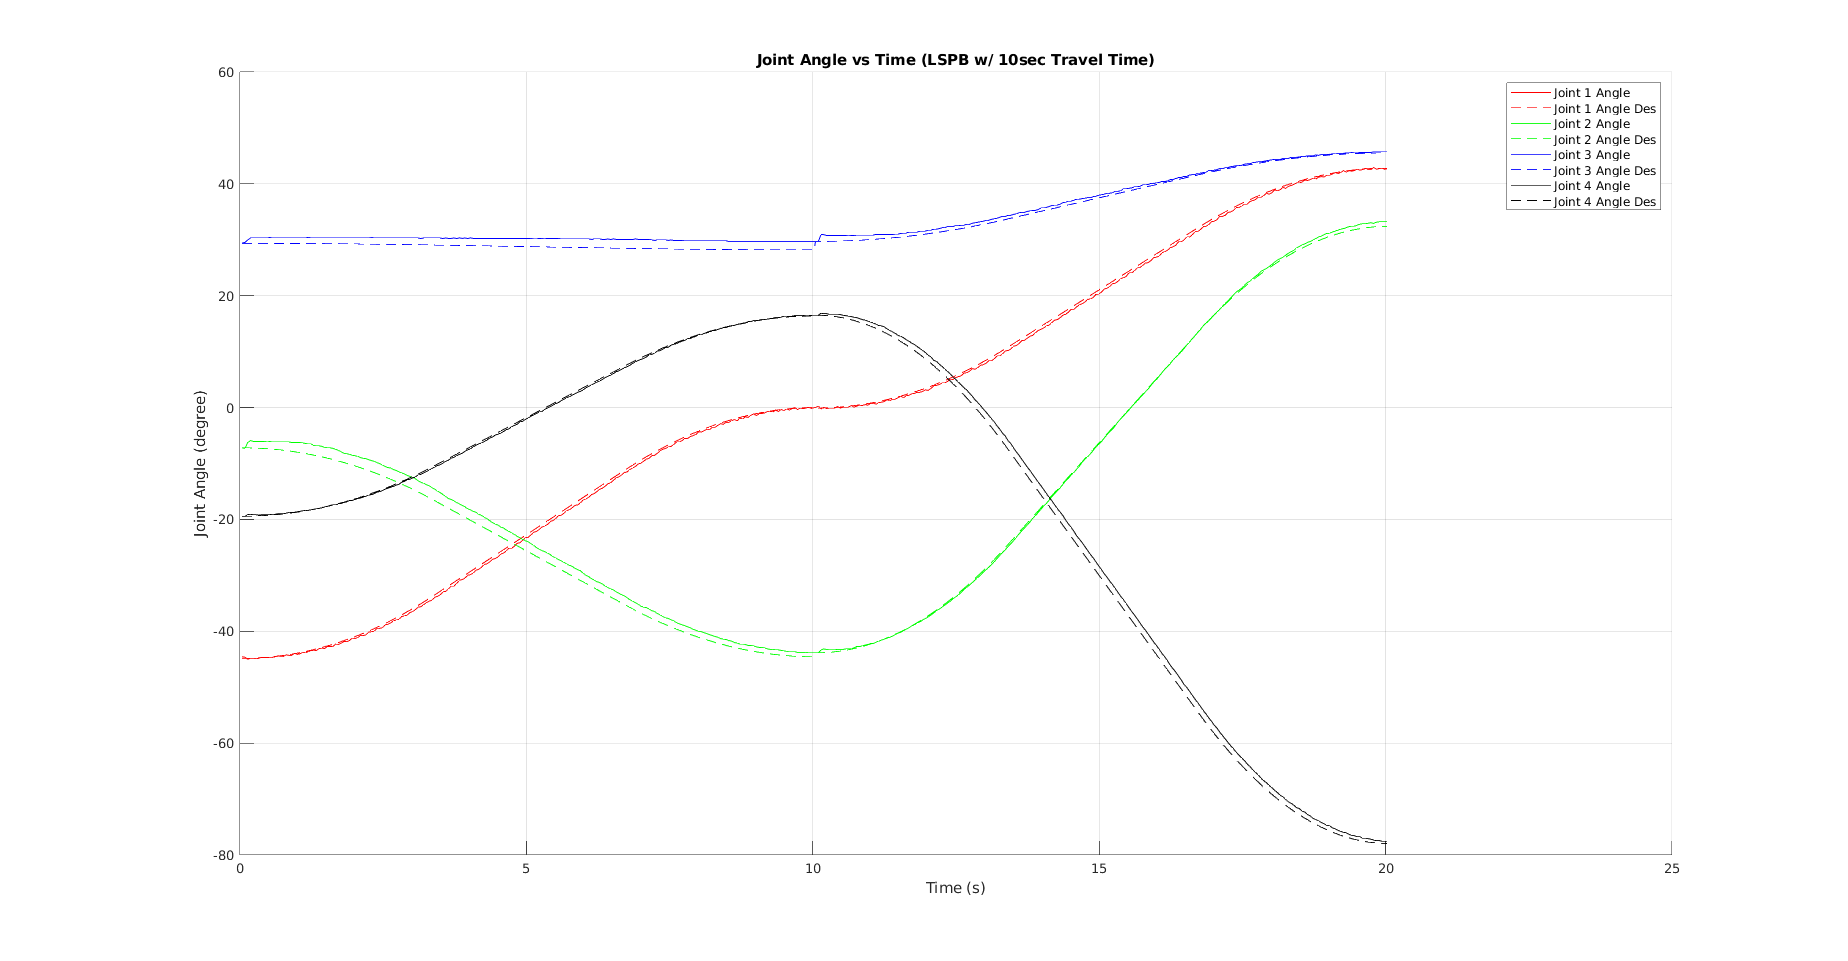 Joint Angle vs Time (LSPB w/ 10sec Travel Time)
60
40
20
0
-20
-40
-60
-80
Joint Angle (degree)
Joint 1 Angle
Joint 1 Angle Des
Joint 2 Angle
Joint 2 Angle Des
Joint 3 Angle
Joint 3 Angle Des
Joint 4 Angle
Joint 4 Angle Des
0
5
10
15
20
25
Time (s)